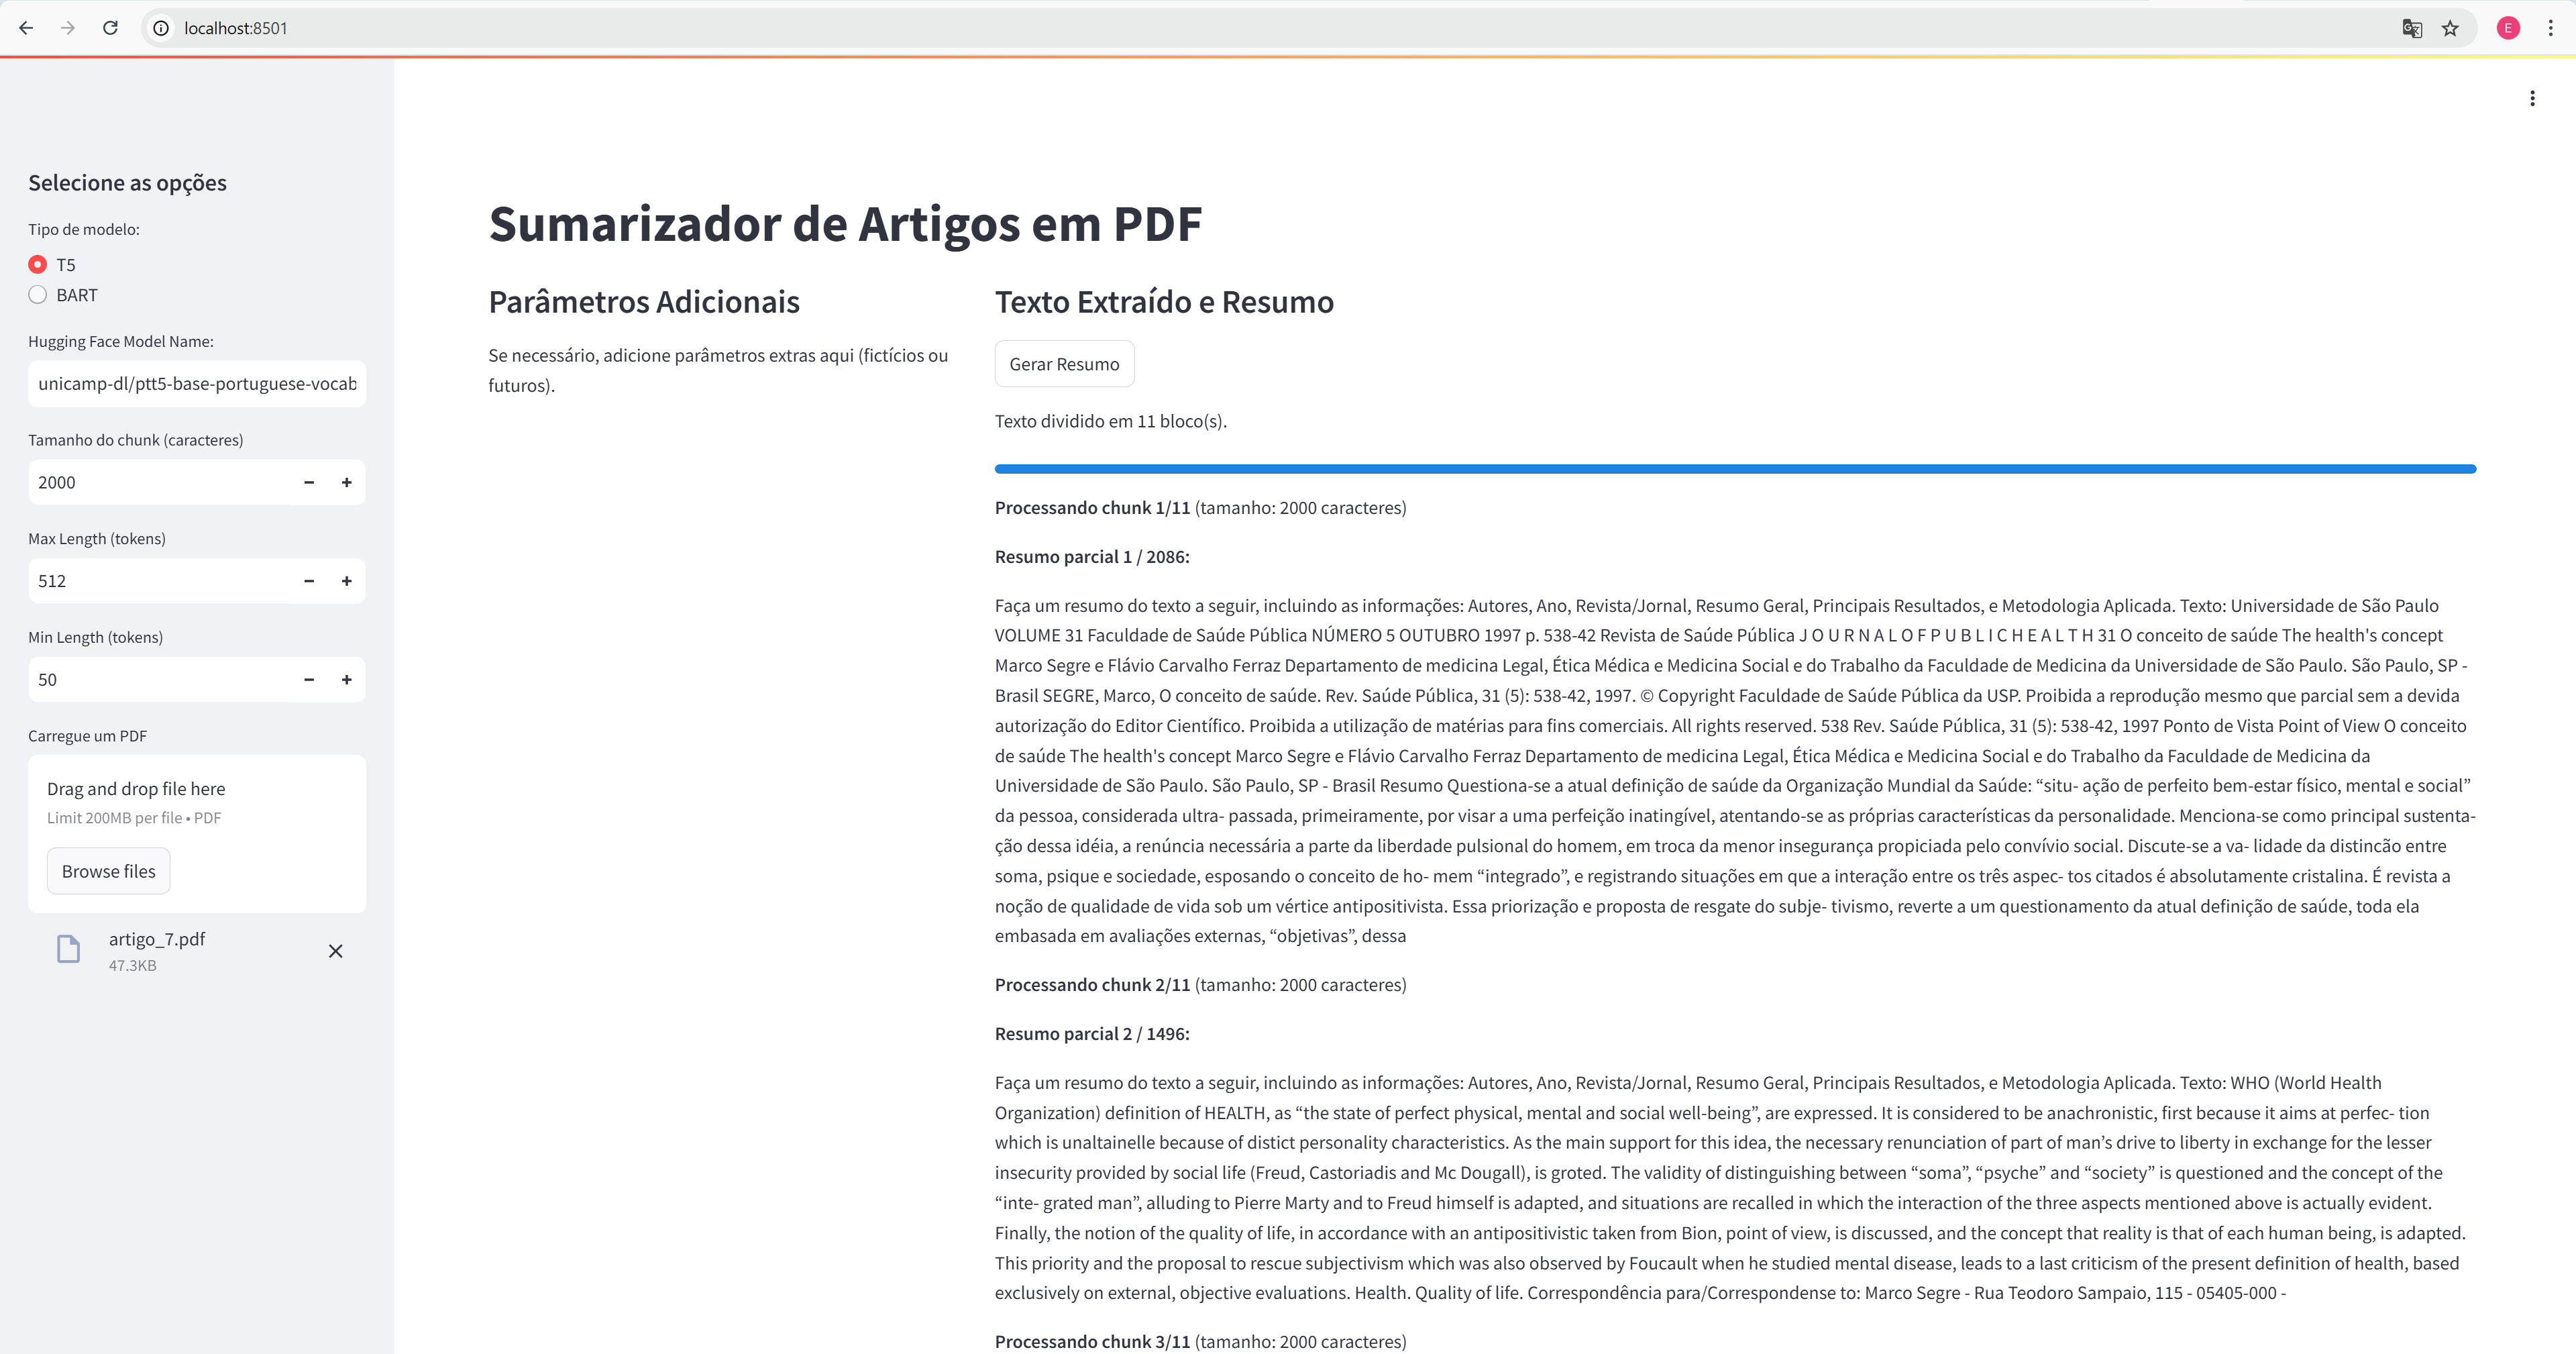 localhost:8501
E
Selecione as opções
Tipo de modelo:
T5
BART
Hugging Face Model Name:
unicamp-dl/ptt5-base-portuguese-vocab
Tamanho do chunk (caracteres)
2000
Max Length (tokens)
512
Min Length (tokens)
50
Carregue um PDF
Drag and drop file here
Limit 200MB per file • PDF
Browse files
artigo_7.pdf
47.3KB
Sumarizador de Artigos em PDF
Parâmetros Adicionais
Se necessário, adicione parâmetros extras aqui (fictícios ou
futuros).
Texto Extraído e Resumo
Gerar Resumo
Texto dividido em 11 bloco(s).
Processando chunk 1/11 (tamanho: 2000 caracteres)
Resumo parcial 1 / 2086:
Faça um resumo do texto a seguir, incluindo as informações: Autores, Ano, Revista/Jornal, Resumo Geral, Principais Resultados, e Metodologia Aplicada. Texto: Universidade de São Paulo
VOLUME 31 Faculdade de Saúde Pública NÚMERO 5 OUTUBRO 1997 p. 538-42 Revista de Saúde Pública J O U R N A L O F P U B L I C H E A L T H 31 O conceito de saúde The health's concept
Marco Segre e Flávio Carvalho Ferraz Departamento de medicina Legal, Ética Médica e Medicina Social e do Trabalho da Faculdade de Medicina da Universidade de São Paulo. São Paulo, SP -
Brasil SEGRE, Marco, O conceito de saúde. Rev. Saúde Pública, 31 (5): 538-42, 1997. © Copyright Faculdade de Saúde Pública da USP. Proibida a reprodução mesmo que parcial sem a devida
autorização do Editor Científico. Proibida a utilização de matérias para fins comerciais. All rights reserved. 538 Rev. Saúde Pública, 31 (5): 538-42, 1997 Ponto de Vista Point of View O conceito
de saúde The health's concept Marco Segre e Flávio Carvalho Ferraz Departamento de medicina Legal, Ética Médica e Medicina Social e do Trabalho da Faculdade de Medicina da
Universidade de São Paulo. São Paulo, SP - Brasil Resumo Questiona-se a atual definição de saúde da Organização Mundial da Saúde: “situ- ação de perfeito bem-estar físico, mental e social”
da pessoa, considerada ultra- passada, primeiramente, por visar a uma perfeição inatingível, atentando-se as próprias características da personalidade. Menciona-se como principal sustenta-
ção dessa idéia, a renúncia necessária a parte da liberdade pulsional do homem, em troca da menor insegurança propiciada pelo convívio social. Discute-se a va- lidade da distincão entre
soma, psique e sociedade, esposando o conceito de ho- mem “integrado”, e registrando situações em que a interação entre os três aspec- tos citados é absolutamente cristalina. É revista a
noção de qualidade de vida sob um vértice antipositivista. Essa priorização e proposta de resgate do subje- tivismo, reverte a um questionamento da atual definição de saúde, toda ela
embasada em avaliações externas, “objetivas”, dessa
Processando chunk 2/11 (tamanho: 2000 caracteres)
Resumo parcial 2 / 1496:
Faça um resumo do texto a seguir, incluindo as informações: Autores, Ano, Revista/Jornal, Resumo Geral, Principais Resultados, e Metodologia Aplicada. Texto: WHO (World Health
Organization) definition of HEALTH, as “the state of perfect physical, mental and social well-being”, are expressed. It is considered to be anachronistic, first because it aims at perfec- tion
which is unaltainelle because of distict personality characteristics. As the main support for this idea, the necessary renunciation of part of man’s drive to liberty in exchange for the lesser
insecurity provided by social life (Freud, Castoriadis and Mc Dougall), is groted. The validity of distinguishing between “soma”, “psyche” and “society” is questioned and the concept of the
“inte- grated man”, alluding to Pierre Marty and to Freud himself is adapted, and situations are recalled in which the interaction of the three aspects mentioned above is actually evident.
Finally, the notion of the quality of life, in accordance with an antipositivistic taken from Bion, point of view, is discussed, and the concept that reality is that of each human being, is adapted.
This priority and the proposal to rescue subjectivism which was also observed by Foucault when he studied mental disease, leads to a last criticism of the present definition of health, based
exclusively on external, objective evaluations. Health. Quality of life. Correspondência para/Correspondense to: Marco Segre - Rua Teodoro Sampaio, 115 - 05405-000 -
Processando chunk 3/11 (tamanho: 2000 caracteres)